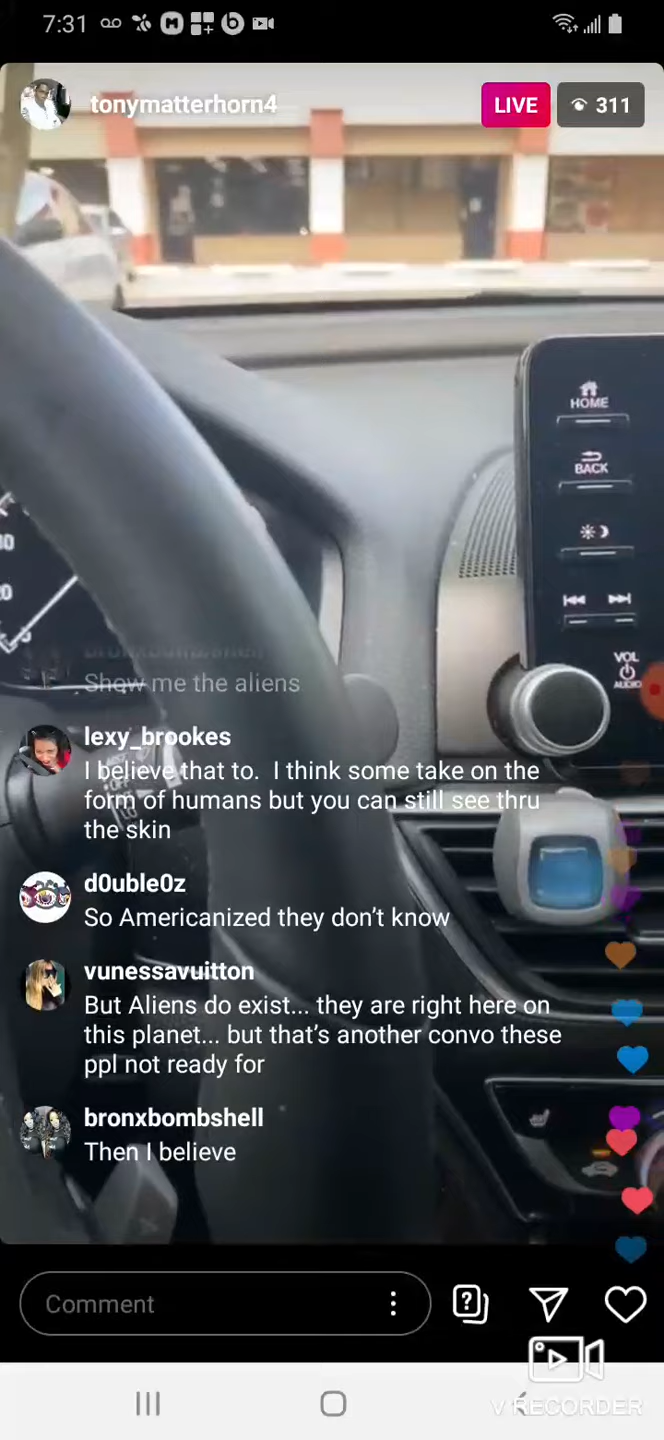 7:31
tonymatterhorn4
LIVE
311
HOME
BACK
VOL
AUDIO
bronxbombshell
Show me the aliens
lexy_brookes
I believe that to.  I think some take on the
form of humans but you can still see thru
the skin
d0uble0z
So Americanized they don't know
vunessavuitton
But Aliens do exist... they are right here on
this planet... but that's another convo these
ppl not ready for
bronxbombshell
Then I believe
Comment
V RECORDER